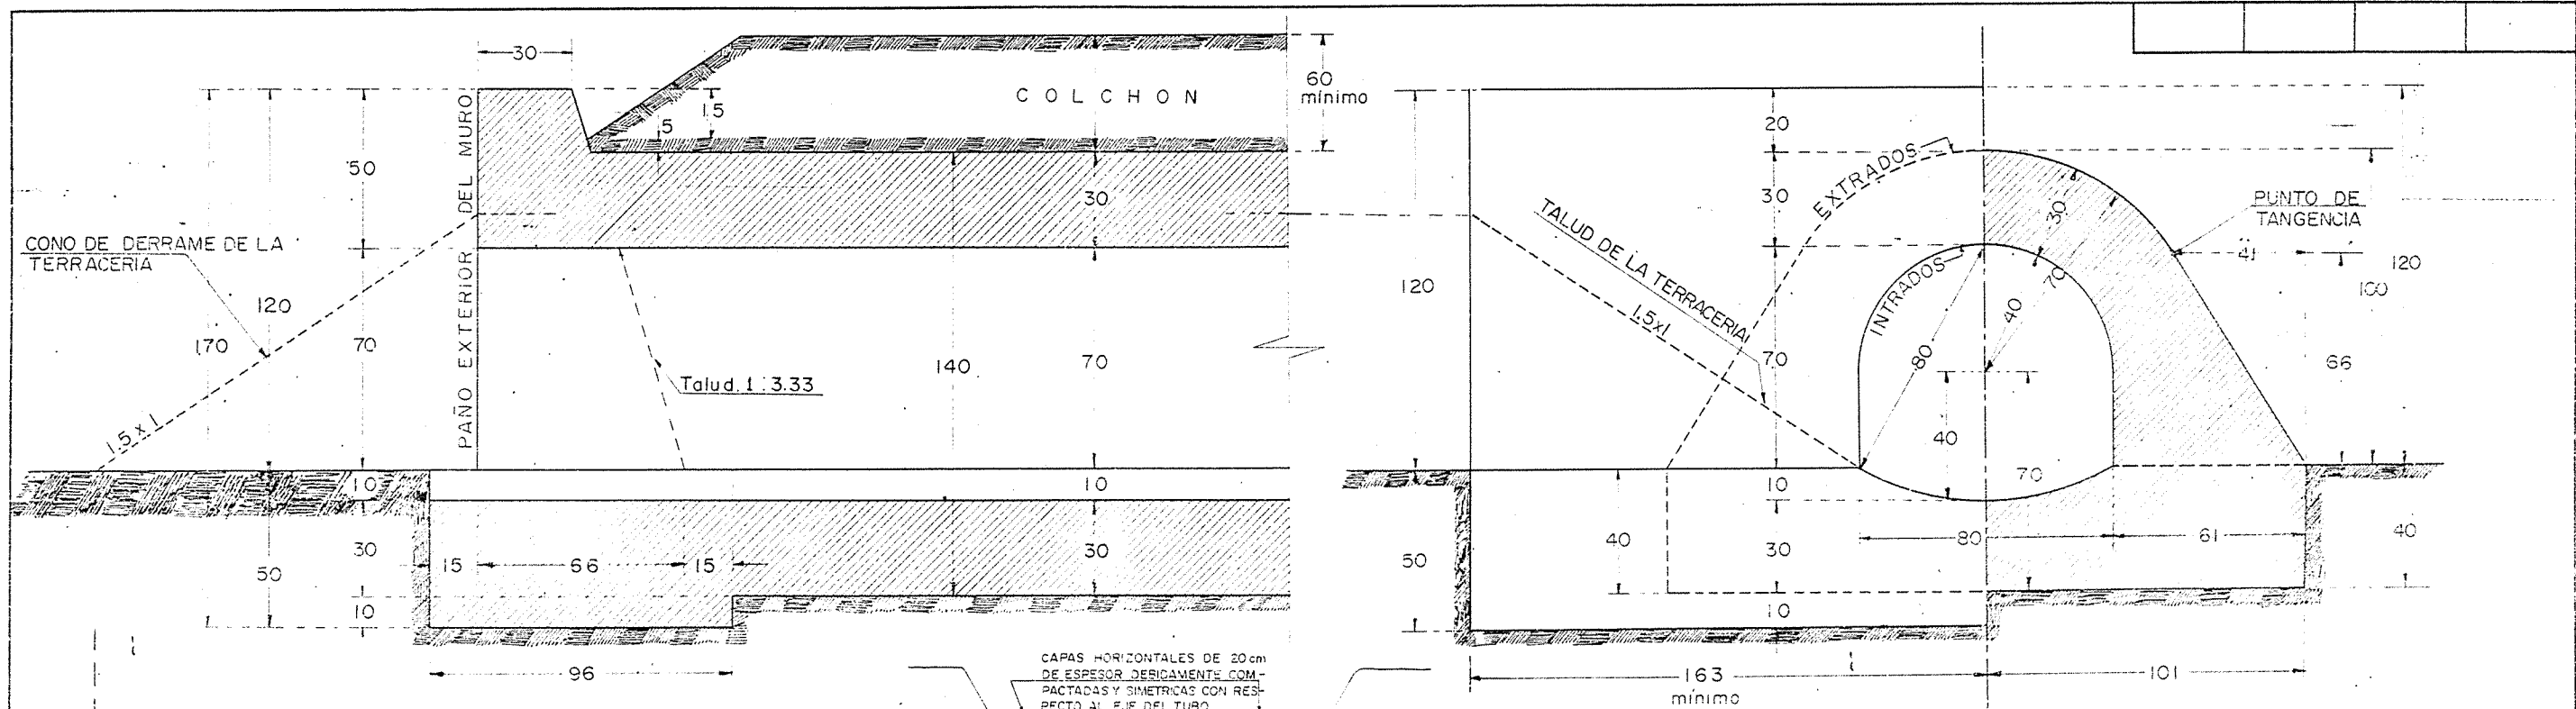 30
60
mínimo
COLCHON
15
5
20
50
30
30
30
EXTRADOS
PUNTO DE
TANGENCIA
TALUD DE LA TERRACERIA
1.5x1
CONO DE DERRAME DE LA
TERRACERIA
PAÑO EXTERIOR DEL MURO
INTRADOS
41
120
100
120
120
170
70
140
70
70
80
40
70
66
Talud. 1:3.33
1.5 x 1
40
70
10
10
10
30
50
15
66
15
30
10
50
40
30
80
61
40
10
96
CAPAS HORIZONTALES DE 20 cm
DE ESPESOR DEBIDAMENTE COM-
PACTADAS Y SIMETRICAS CON RES-
PECTO AL EJE DEL TUBO
163
mínimo
101